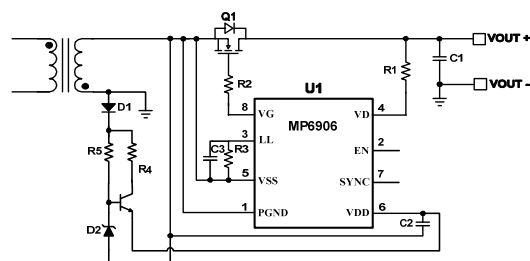 Q1
VOUT +
C1
R1
R2
U1
VOUT -
D1
MP6906
8 VG
VD 4
3 LL
C3
R3
EN 2
R5
R4
5 VSS
SYNC 7
1 PGND
VDD 6
C2
D2